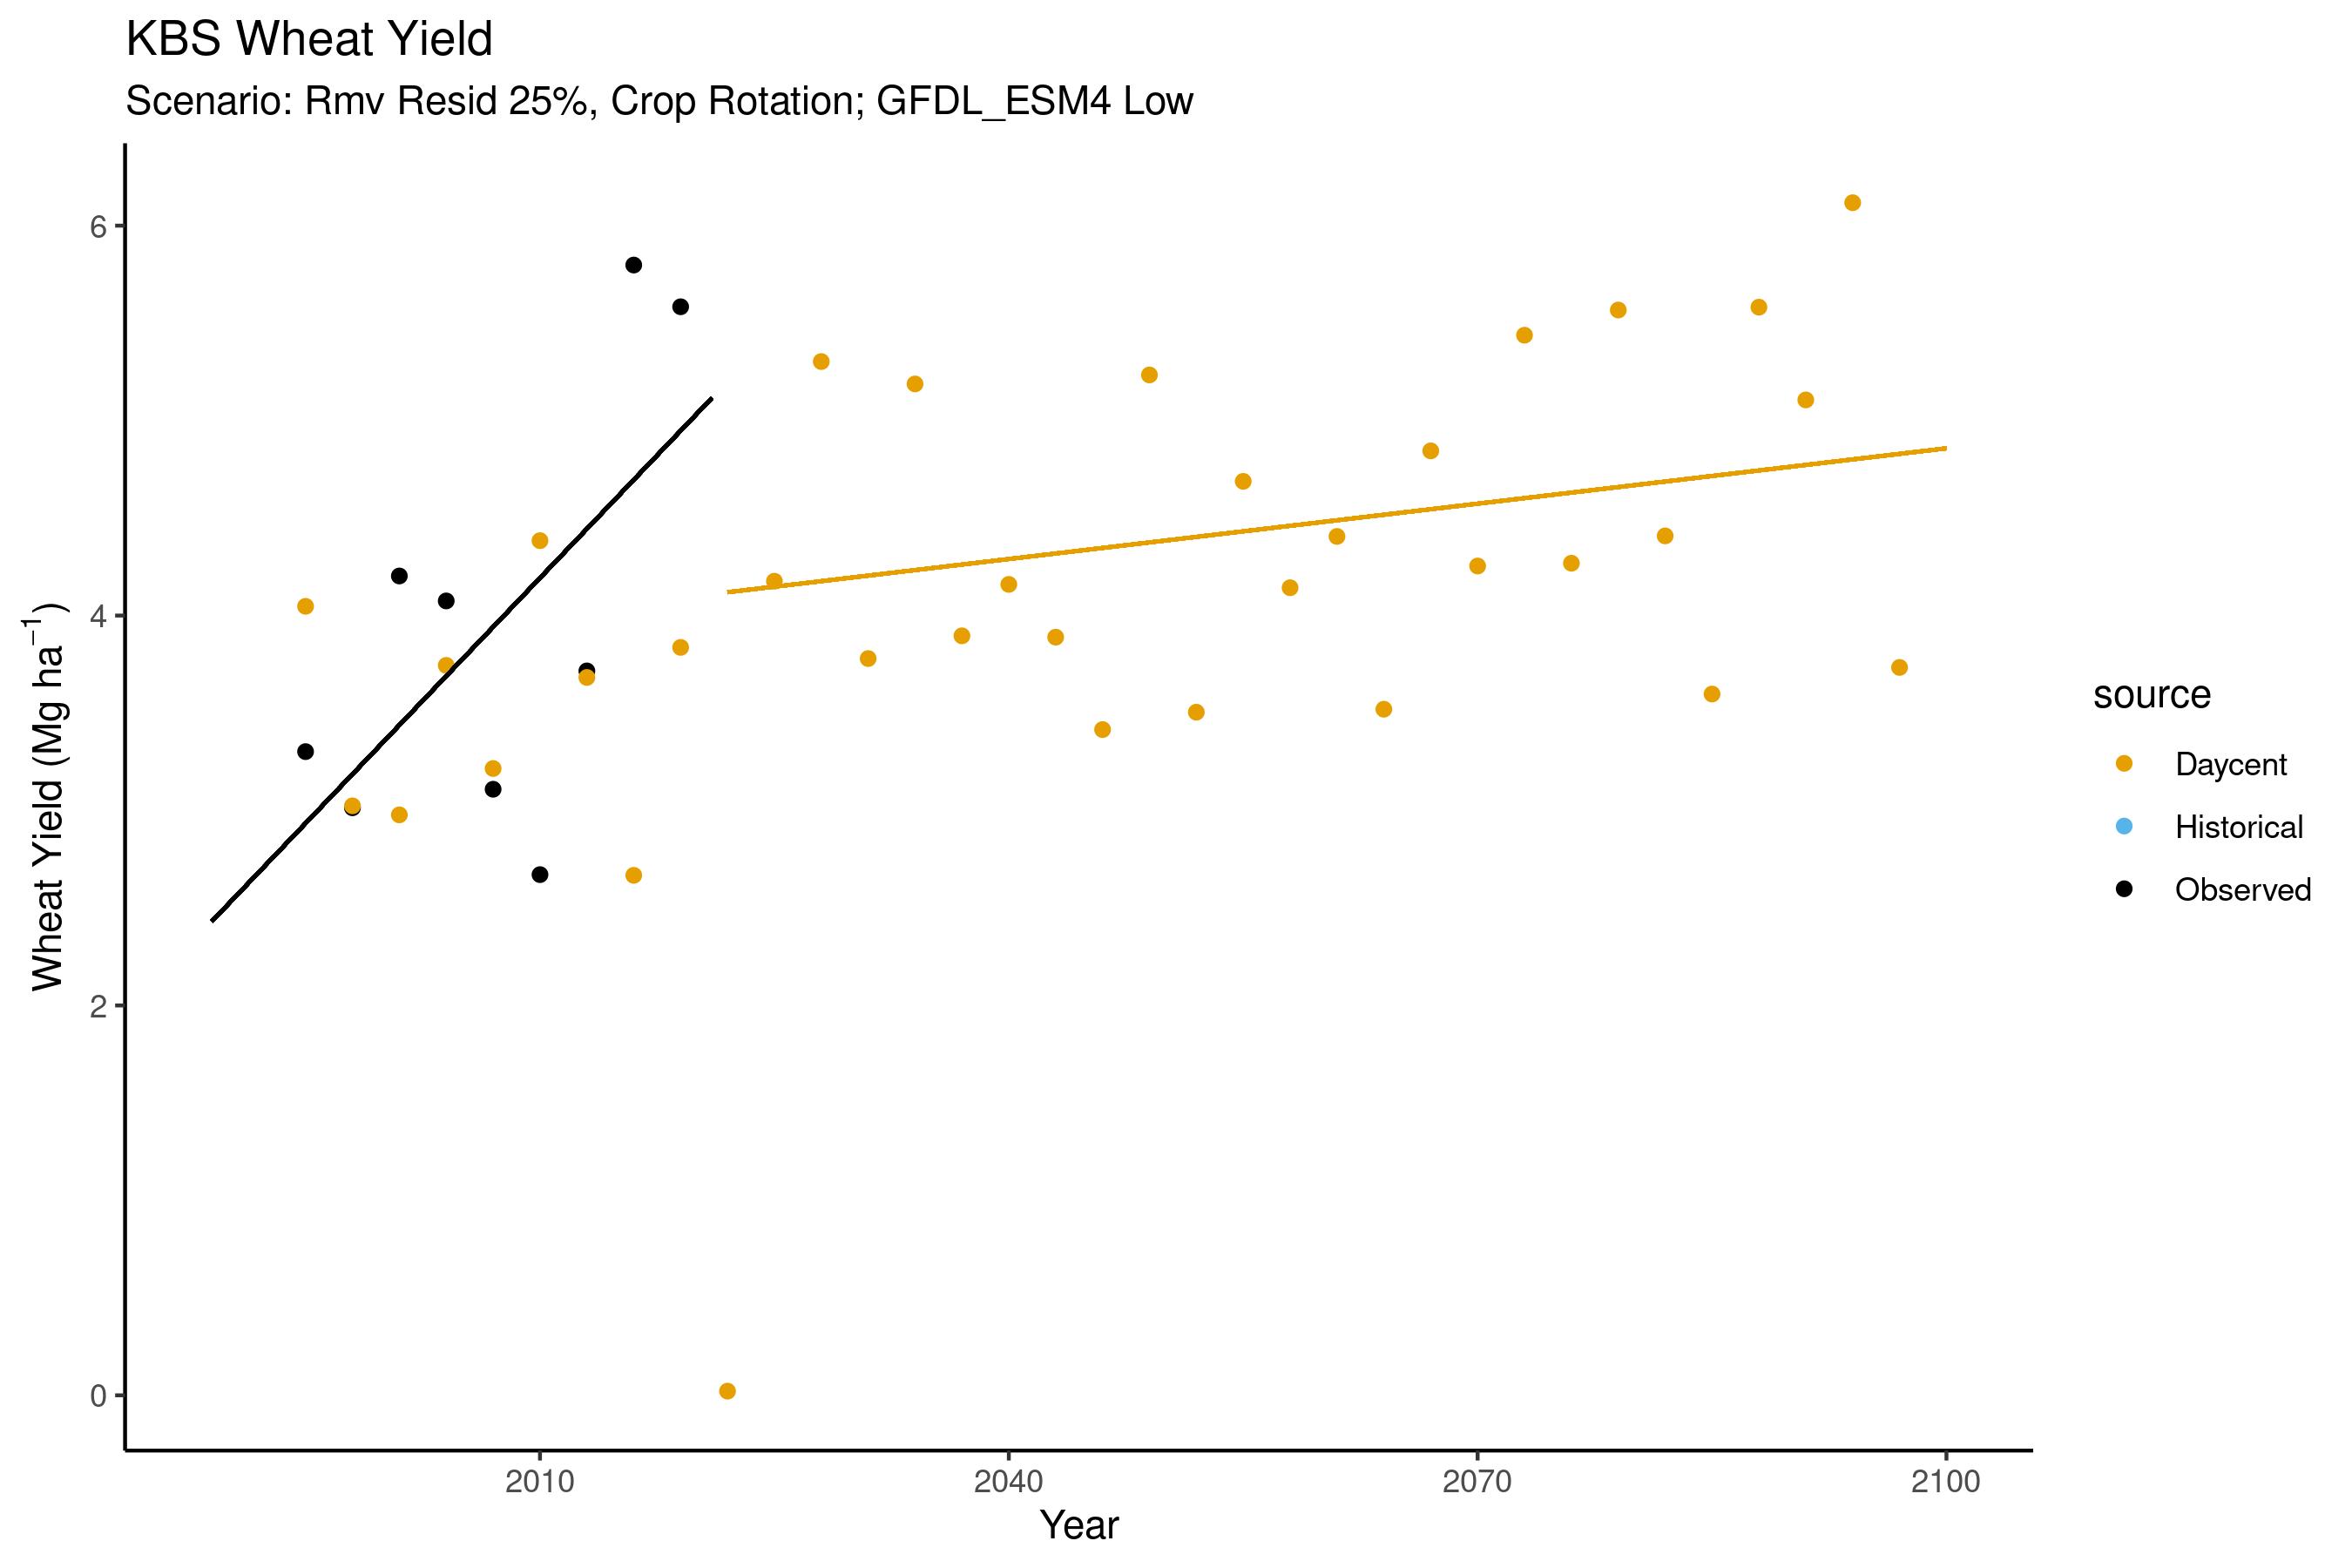 KBS Wheat Yield
Scenario: Rmv Resid 25%, Crop Rotation; GFDL_ESM4 Low
Wheat Yield (Mg ha⁻¹)
6
4
2
0
2010
2040
2070
2100
Year
source
Daycent
Historical
Observed